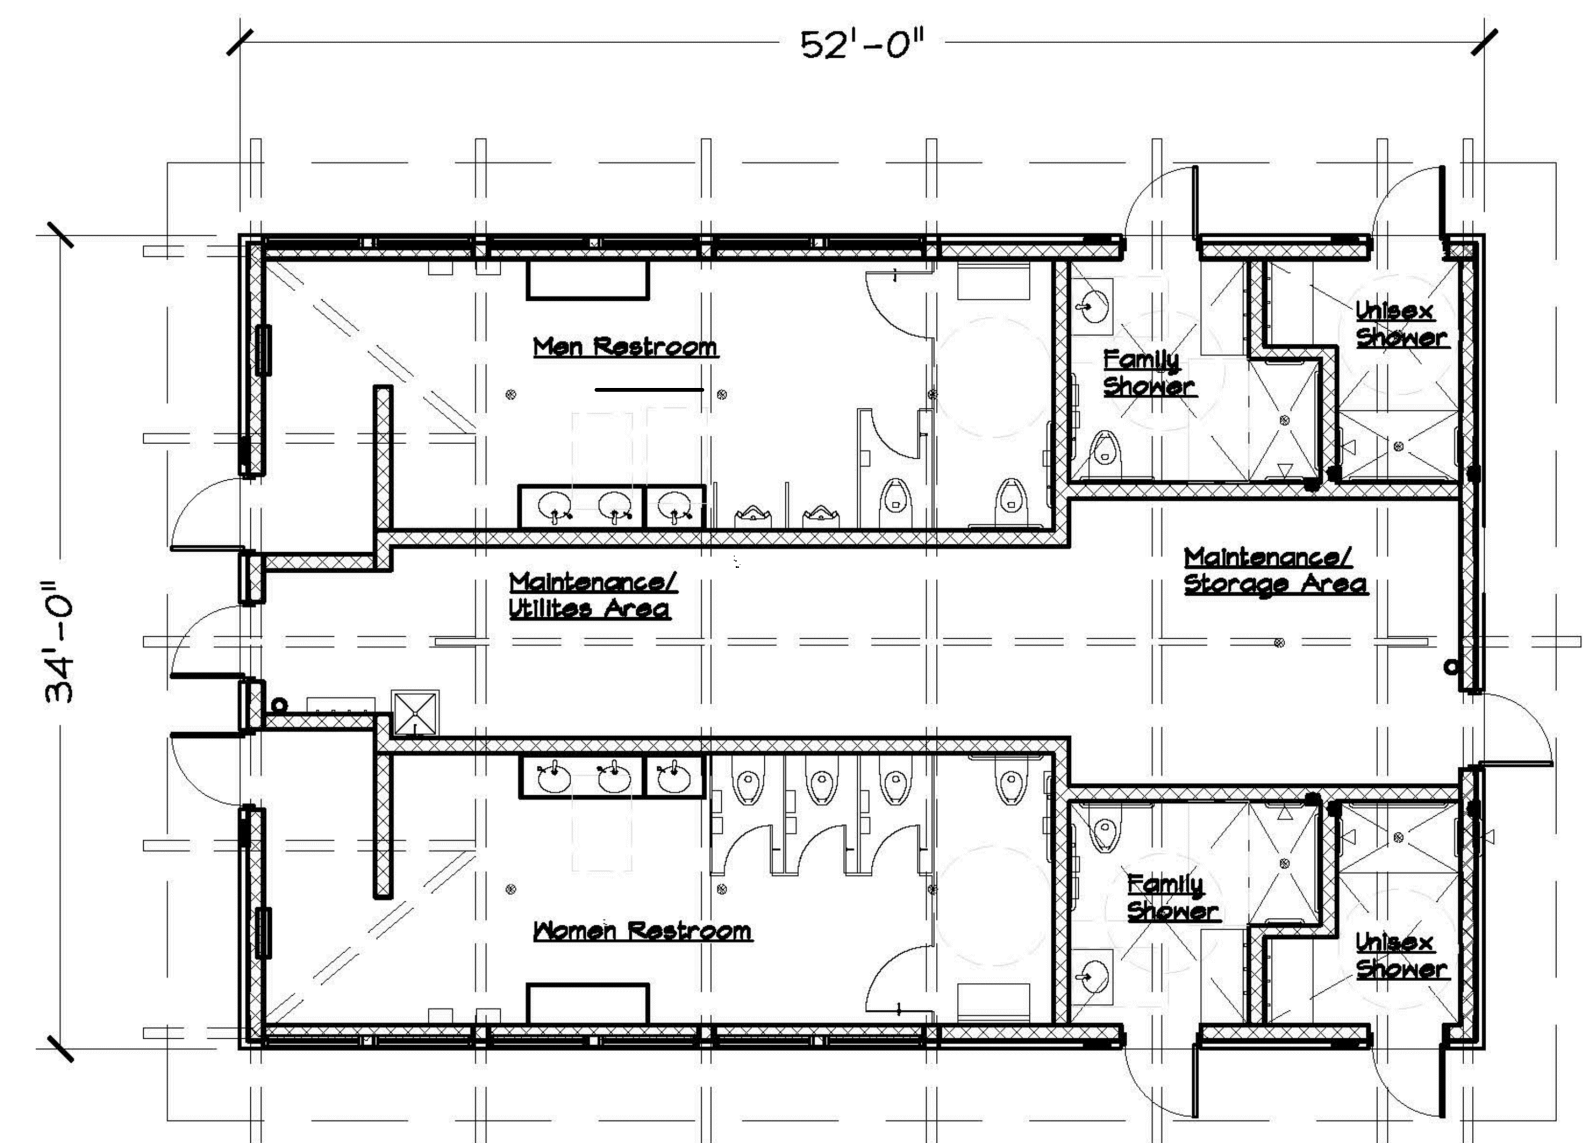 52'-0"
Unisex
Shower
Men Restroom
Family
Shower
Maintenance/
Storage Area
Maintenance/
Utilites Area
34'-0"
Family
Shower
Women Restroom
Unisex
Shower